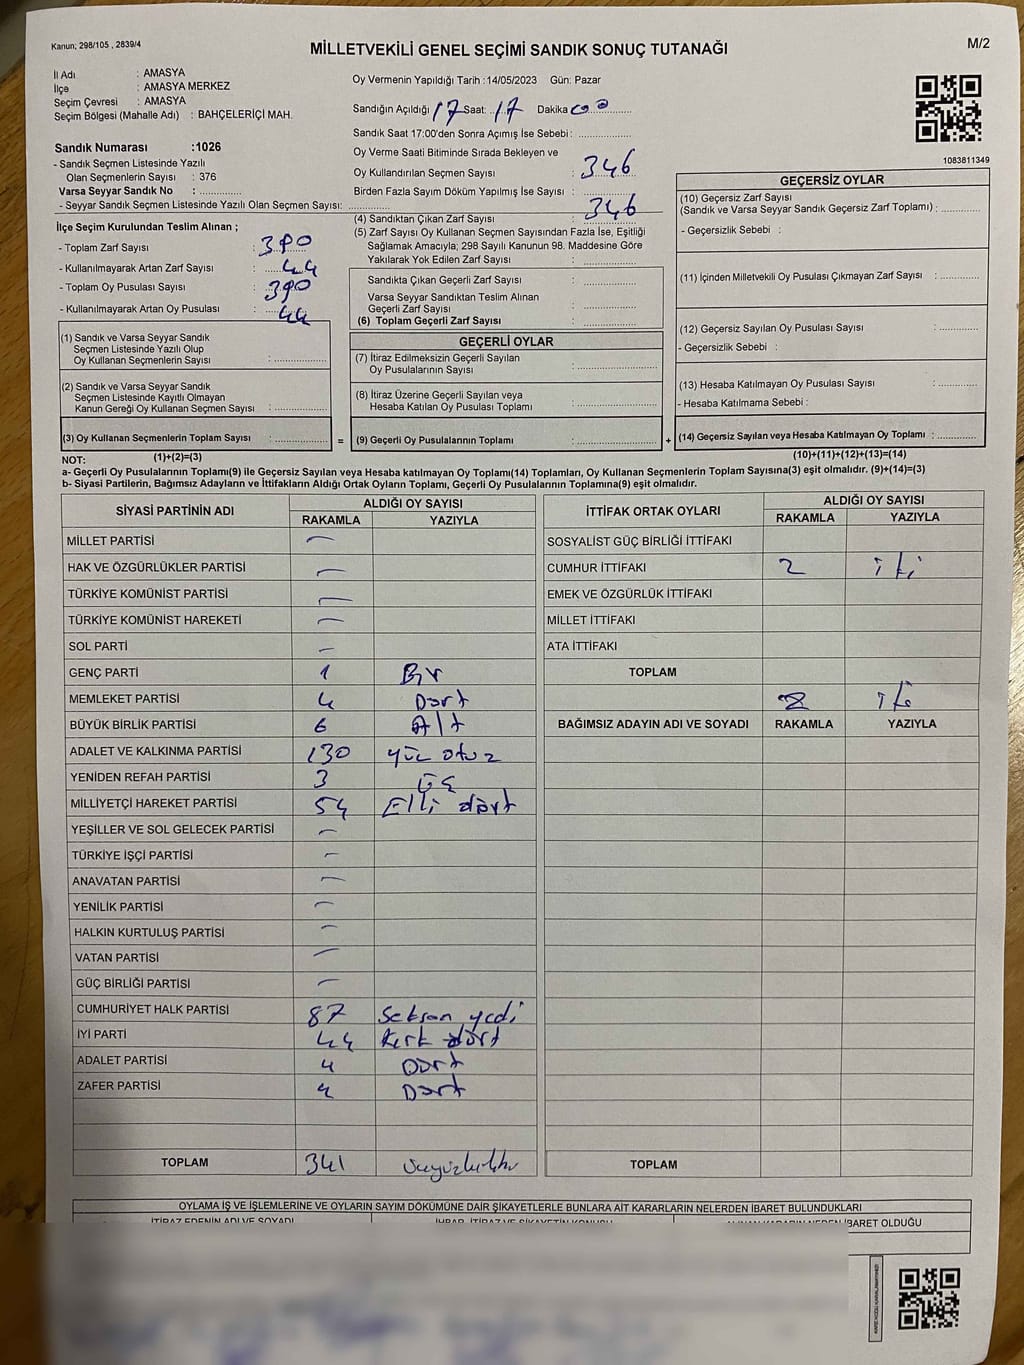 Kanun; 298/105 , 2839/4
MİLLETVEKİLİ GENEL SEÇİMİ SANDIK SONUÇ TUTANAĞI
M/2
İl Adı : AMASYA
İlçe : AMASYA MERKEZ
Seçim Çevresi : AMASYA
Seçim Bölgesi (Mahalle Adı) : BAHÇELERİÇİ MAH.
Sandık Numarası :1026
- Sandık Seçmen Listesinde Yazılı
Olan Seçmenlerin Sayısı : 376
Varsa Seyyar Sandık No : ............
- Seyyar Sandık Seçmen Listesinde Yazılı Olan Seçmen Sayısı: ............
Oy Vermenin Yapıldığı Tarih :14/05/2023 Gün: Pazar
Sandığın Açıldığı 17 Saat: 17 Dakika
Sandık Saat 17:00'den Sonra Açımış İse Sebebi: ............
Oy Verme Saati Bitiminde Sırada Bekleyen ve
Oy Kullandırılan Seçmen Sayısı : 346
Birden Fazla Sayım Döküm Yapılmış İse Sayısı :
1083811349
İlçe Seçim Kurulundan Teslim Alınan ;
- Toplam Zarf Sayısı : 390
- Kullanılmayarak Artan Zarf Sayısı : 44
- Toplam Oy Pusulası Sayısı : 390
- Kullanılmayarak Artan Oy Pusulası : 44
(4) Sandıktan Çıkan Zarf Sayısı : 346
(5) Zarf Sayısı Oy Kullanan Seçmen Sayısından Fazla İse, Eşitliği
Sağlamak Amacıyla; 298 Sayılı Kanunun 98. Maddesine Göre
Yakılarak Yok Edilen Zarf Sayısı : ............
Sandıkta Çıkan Geçerli Zarf Sayısı : ............
Varsa Seyyar Sandıktan Teslim Alınan
Geçerli Zarf Sayısı : ............
(6) Toplam Geçerli Zarf Sayısı : ............
GEÇERSİZ OYLAR
(10) Geçersiz Zarf Sayısı
(Sandık ve Varsa Seyyar Sandık Geçersiz Zarf Toplamı) : ............
- Geçersizlik Sebebi :
(11) İçinden Milletvekili Oy Pusulası Çıkmayan Zarf Sayısı : ............
(12) Geçersiz Sayılan Oy Pusulası Sayısı : ............
- Geçersizlik Sebebi :
(13) Hesaba Katılmayan Oy Pusulası Sayısı : ............
- Hesaba Katılmama Sebebi :
(1) Sandık ve Varsa Seyyar Sandık
Seçmen Listesinde Yazılı Olup
Oy Kullanan Seçmenlerin Sayısı : ............
(2) Sandık ve Varsa Seyyar Sandık
Seçmen Listesinde Kayıtlı Olmayan
Kanun Gereği Oy Kullanan Seçmen Sayısı : ............
GEÇERLİ OYLAR
(7) İtiraz Edilmeksizin Geçerli Sayılan
Oy Pusulalarının Sayısı : ............
(8) İtiraz Üzerine Geçerli Sayılan veya
Hesaba Katılan Oy Pusulası Toplamı : ............
(3) Oy Kullanan Seçmenlerin Toplam Sayısı : ............ = (9) Geçerli Oy Pusulalarının Toplamı : ............ + (14) Geçersiz Sayılan veya Hesaba Katılmayan Oy Toplamı : ............
NOT: (1)+(2)=(3) (10)+(11)+(12)+(13)=(14)
a- Geçerli Oy Pusulalarının Toplamı(9) ile Geçersiz Sayılan veya Hesaba katılmayan Oy Toplamı(14) Toplamları, Oy Kullanan Seçmenlerin Toplam Sayısına(3) eşit olmalıdır. (9)+(14)=(3)
b- Siyasi Partilerin, Bağımsız Adayların ve İttifakların Aldığı Ortak Oyların Toplamı, Geçerli Oy Pusulalarının Toplamına(9) eşit olmalıdır.
SİYASİ PARTİNİN ADI ALDIĞI OY SAYISI
RAKAMLA YAZIYLA
MİLLET PARTİSİ —
HAK VE ÖZGÜRLÜKLER PARTİSİ —
TÜRKİYE KOMÜNİST PARTİSİ —
TÜRKİYE KOMÜNİST HAREKETİ —
SOL PARTİ —
GENÇ PARTİ 1 Bir
MEMLEKET PARTİSİ 4 Dört
BÜYÜK BİRLİK PARTİSİ 6 Altı
ADALET VE KALKINMA PARTİSİ 130 yüz otuz
YENİDEN REFAH PARTİSİ 3 Üç
MİLLİYETÇİ HAREKET PARTİSİ 54 Elli dört
YEŞİLLER VE SOL GELECEK PARTİSİ —
TÜRKİYE İŞÇİ PARTİSİ —
ANAVATAN PARTİSİ —
YENİLİK PARTİSİ —
HALKIN KURTULUŞ PARTİSİ —
VATAN PARTİSİ —
GÜÇ BİRLİĞİ PARTİSİ —
CUMHURİYET HALK PARTİSİ 87 Seksen yedi
İYİ PARTİ 44 Kırk dört
ADALET PARTİSİ 4 Dört
ZAFER PARTİSİ 4 Dört
TOPLAM 341
İTTİFAK ORTAK OYLARI ALDIĞI OY SAYISI
RAKAMLA YAZIYLA
SOSYALİST GÜÇ BİRLİĞİ İTTİFAKI
CUMHUR İTTİFAKI 2 iki
EMEK VE ÖZGÜRLÜK İTTİFAKI
MİLLET İTTİFAKI
ATA İTTİFAKI
TOPLAM
2 iki
BAĞIMSIZ ADAYIN ADI VE SOYADI RAKAMLA YAZIYLA
TOPLAM
OYLAMA İŞ VE İŞLEMLERİNE VE OYLARIN SAYIM DÖKÜMÜNE DAİR ŞİKAYETLERLE BUNLARA AİT KARARLARIN NELERDEN İBARET BULUNDUKLARI
İTİRAZ EDENİN ADI VE SOYADI İHBAR, İTİRAZ VE ŞİKAYETİN KONUSU İBARET OLDUĞU